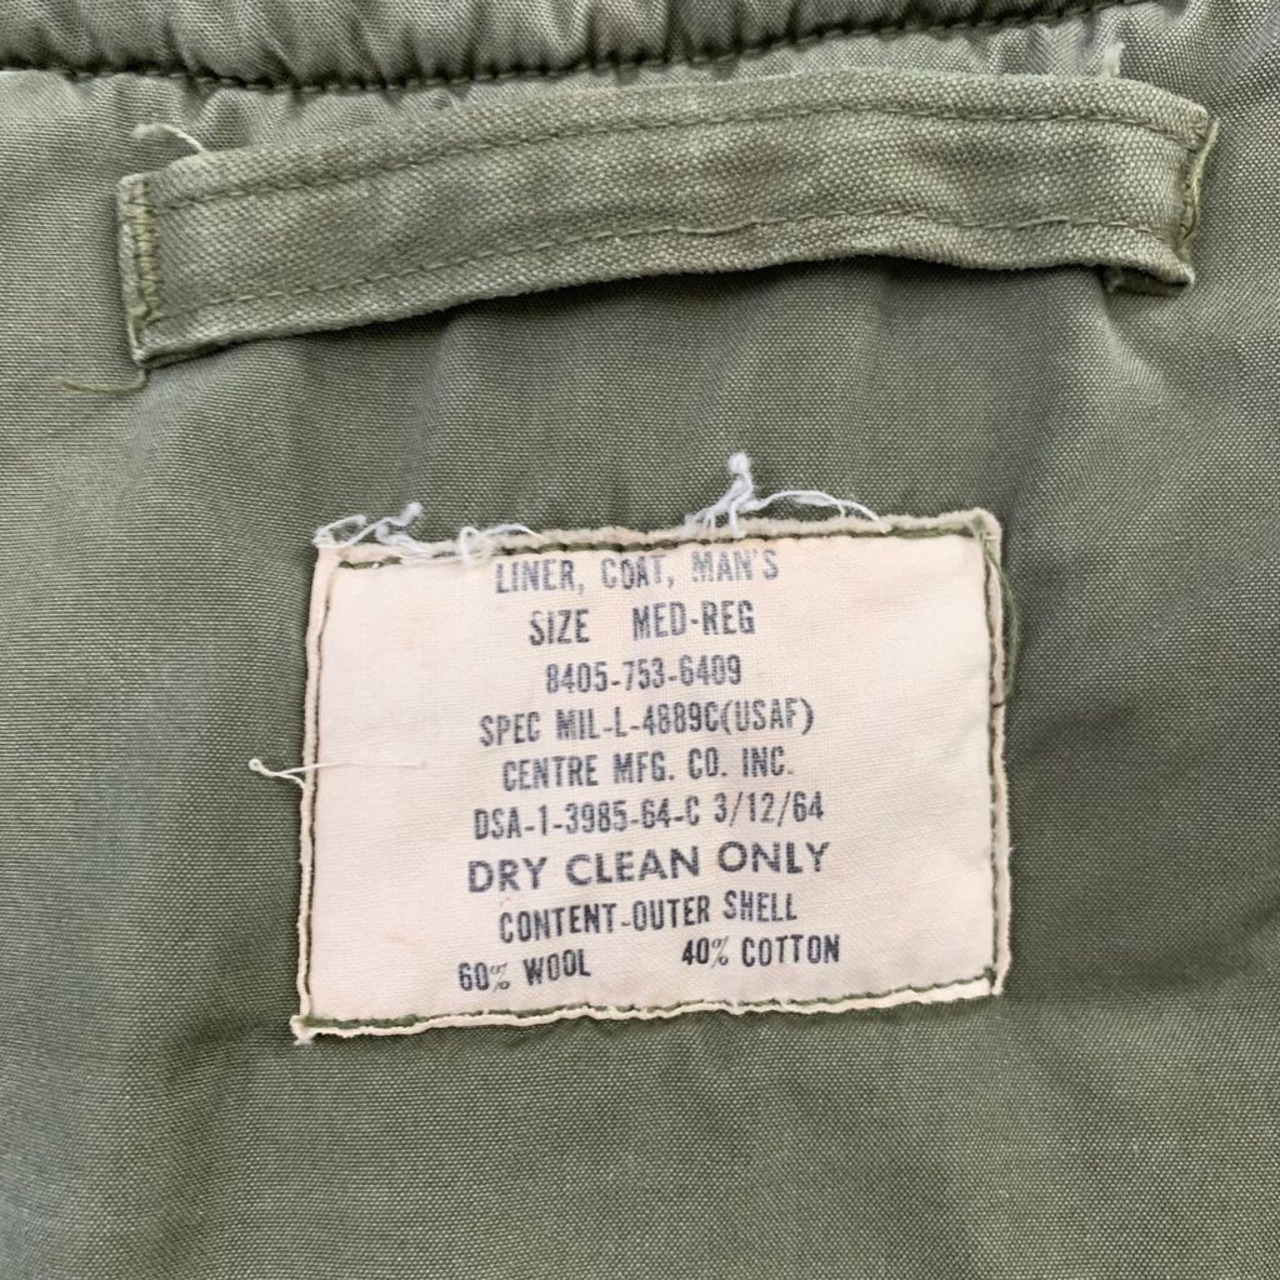 LINER, COAT, MAN'S
SIZE MED-REG
8405-753-6409
SPEC MIL-L-4889C(USAF)
CENTRE MFG. CO. INC.
DSA-1-3985-64-C 3/12/64
DRY CLEAN ONLY
CONTENT-OUTER SHELL
60% WOOL 40% COTTON